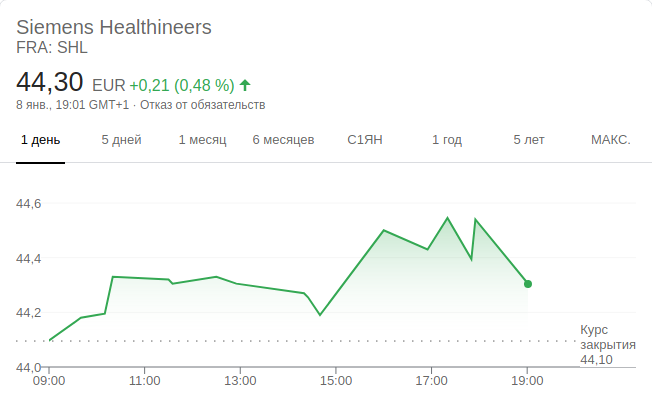 Siemens Healthineers
FRA: SHL
44,30 EUR +0,21 (0,48 %)
8 янв., 19:01 GMT+1 · Отказ от обязательств
1 день 5 дней 1 месяц 6 месяцев С1ЯН 1 год 5 лет МАКС.
44,6
44,4
44,2
44,0
Курс
закрытия
44,10
09:00 11:00 13:00 15:00 17:00 19:00